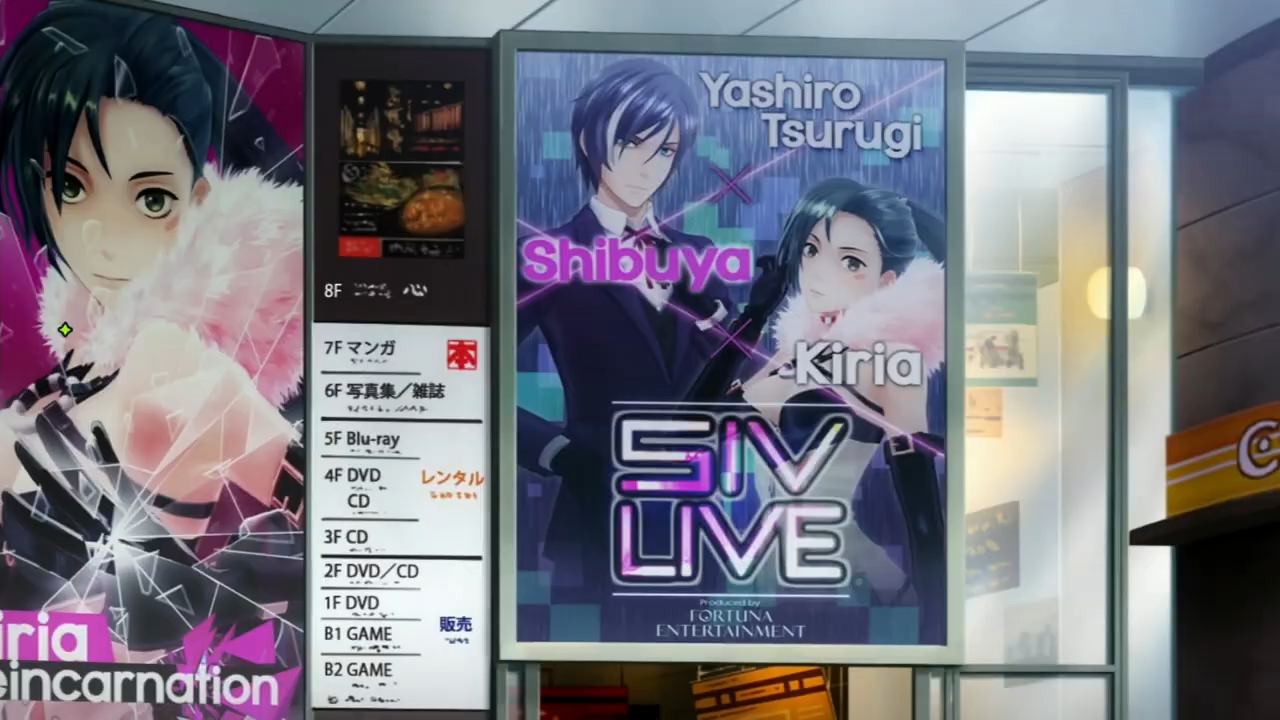 iria
eincarnation
8F 心
7F マンガ
本
6F 写真集／雑誌
5F Blu-ray
4F DVD
レンタル
CD
3F CD
2F DVD／CD
1F DVD
販売
B1 GAME
B2 GAME
Yashiro
Tsurugi
×
Shibuya
×
Kiria
SIV
LIVE
Produced by
FORTUNA
ENTERTAINMENT
C